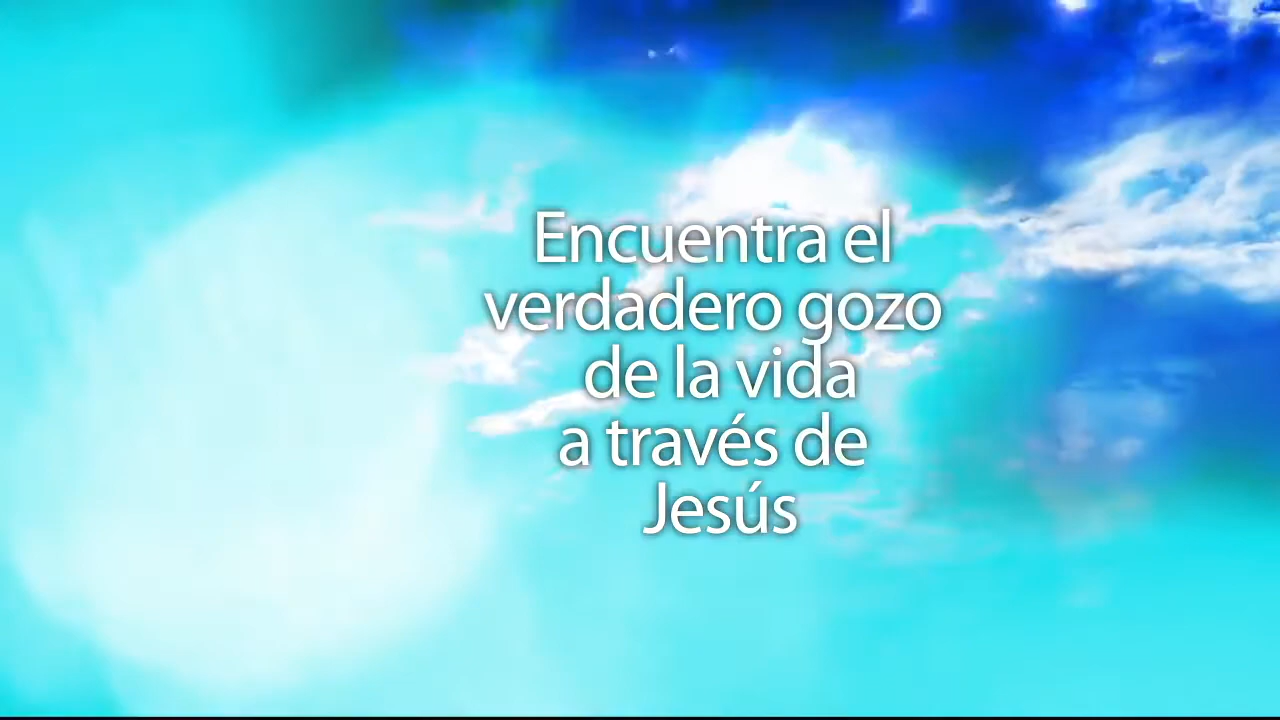 Encuentra el
verdadero gozo
de la vida
a través de
Jesús